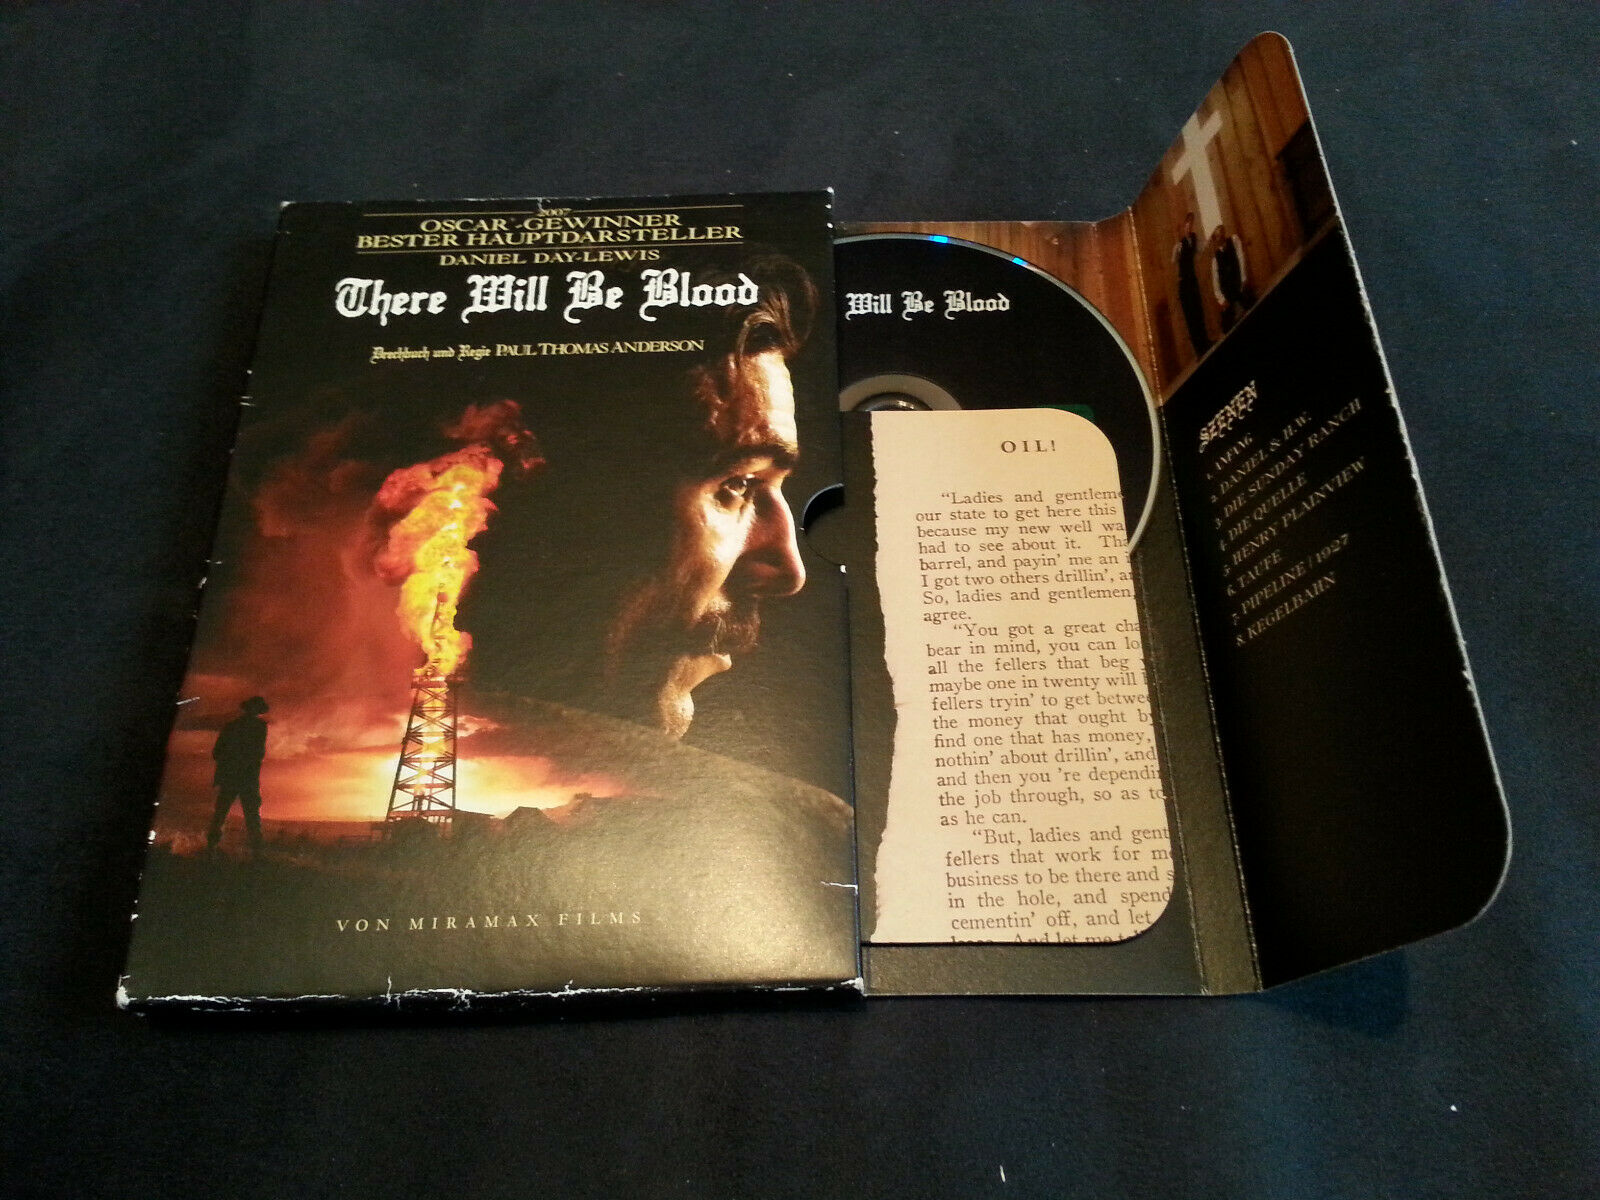 2007
OSCAR®-GEWINNER
BESTER HAUPTDARSTELLER
DANIEL DAY-LEWIS
There Will Be Blood
Drechbuch und Regie PAUL THOMAS ANDERSON
VON MIRAMAX FILMS
Will Be Blood
OIL!
"Ladies and gentleme
our state to get here this
because my new well wa
had to see about it. Tha
barrel, and payin' me an
I got two others drillin', a
So, ladies and gentlemen,
agree.
"You got a great cha
bear in mind, you can lo
all the fellers that beg
maybe one in twenty will
fellers tryin' to get betwe
the money that ought b
find one that has money,
nothin' about drillin', and
and then you 're dependi
the job through, so as to
as he can.
"But, ladies and gent
fellers that work for m
business to be there and s
in the hole, and spend
cementin' off, and let
And let me t
SZENEN
1. ANFANG
2. DANIEL & H.W.
3. DIE SUNDAY RANCH
4. DIE QUELLE
5. HENRY PLAINVIEW
6. TAUFE
7. PIPELINE / 1927
8. KEGELBAHN